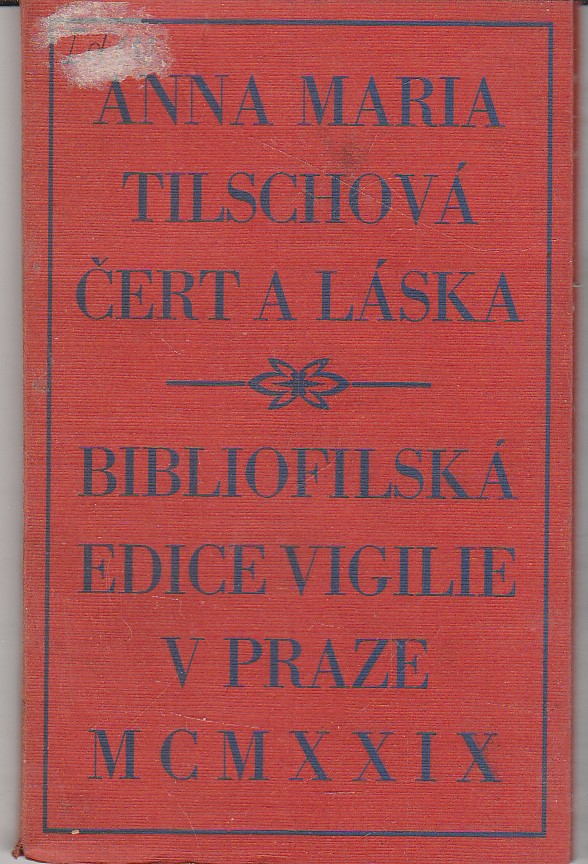 ANNA MARIA
TILSCHOVÁ
ČERT A LÁSKA
BIBLIOFILSKÁ
EDICE VIGILIE
V PRAZE
MCMXXIX